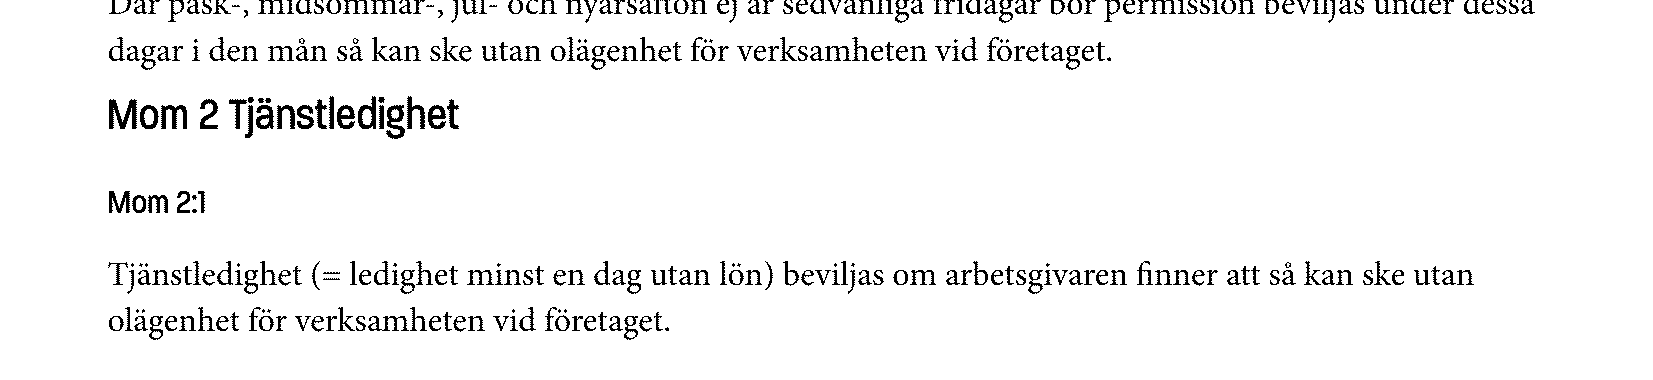 Där påsk-, midsommar-, jul- och nyårsafton ej är sedvanliga fridagar bör permission beviljas under dessa
dagar i den mån så kan ske utan olägenhet för verksamheten vid företaget.
Mom 2 Tjänstledighet
Mom 2:1
Tjänstledighet (= ledighet minst en dag utan lön) beviljas om arbetsgivaren finner att så kan ske utan
olägenhet för verksamheten vid företaget.